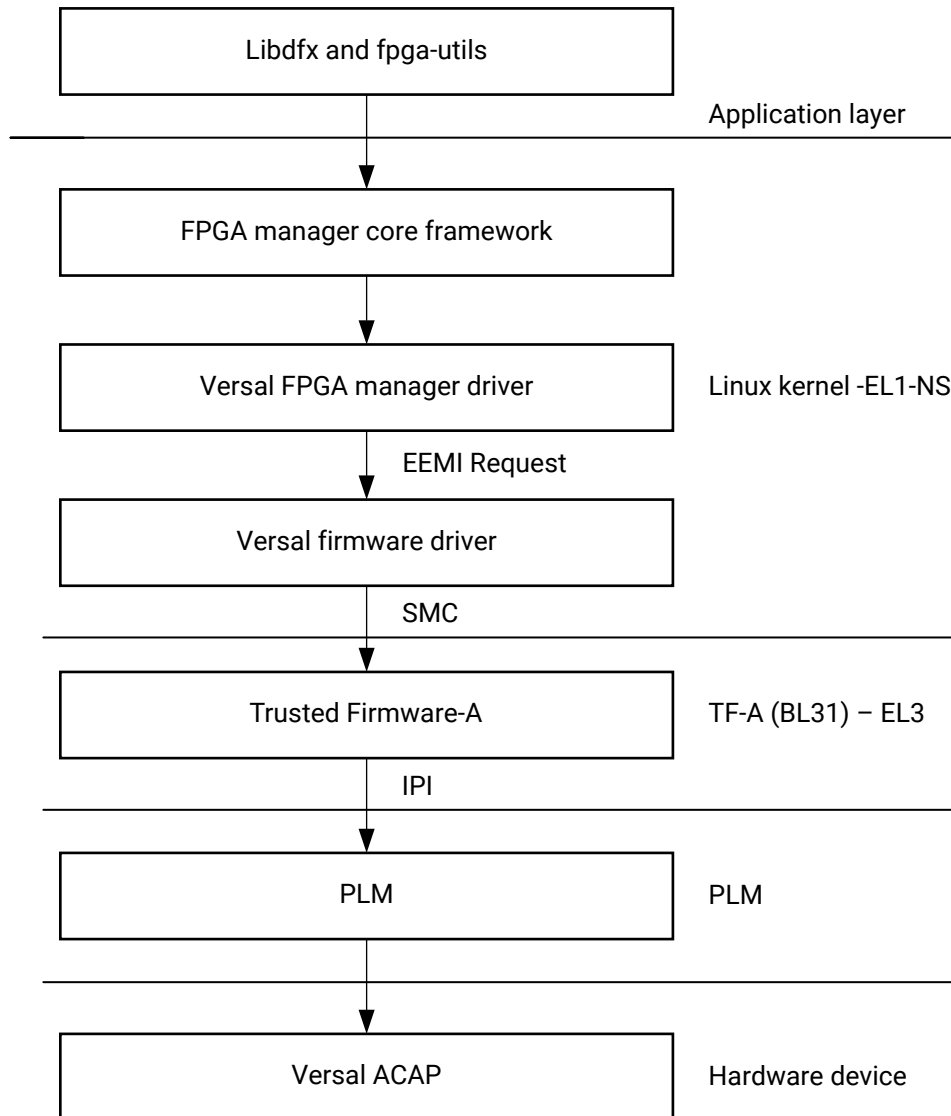 Libdfx and fpga-utils
Application layer
FPGA manager core framework
Versal FPGA manager driver
Linux kernel -EL1-NS
EEMI Request
Versal firmware driver
SMC
Trusted Firmware-A
TF-A (BL31) – EL3
IPI
PLM
PLM
Versal ACAP
Hardware device